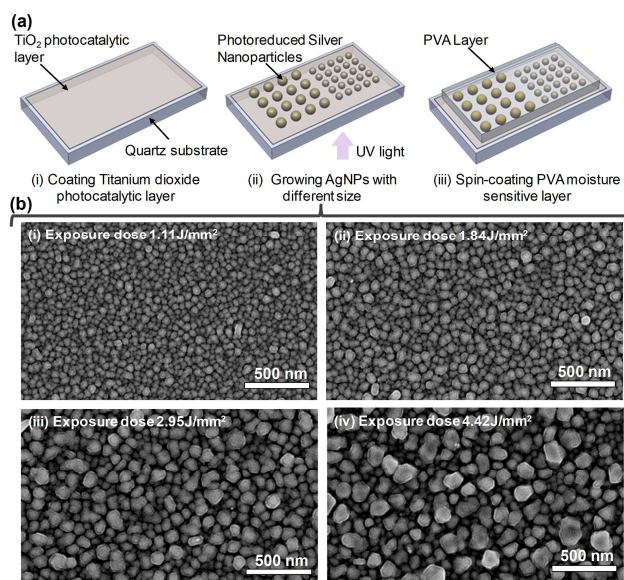 (a)
TiO₂ photocatalytic
layer
Quartz substrate
(i) Coating Titanium dioxide
photocatalytic layer
Photoreduced Silver
Nanoparticles
UV light
(ii) Growing AgNPs with
different size
PVA Layer
(iii) Spin-coating PVA moisture
sensitive layer
(b)
(i) Exposure dose 1.11J/mm²
500 nm
(ii) Exposure dose 1.84J/mm²
500 nm
(iii) Exposure dose 2.95J/mm²
500 nm
(iv) Exposure dose 4.42J/mm²
500 nm